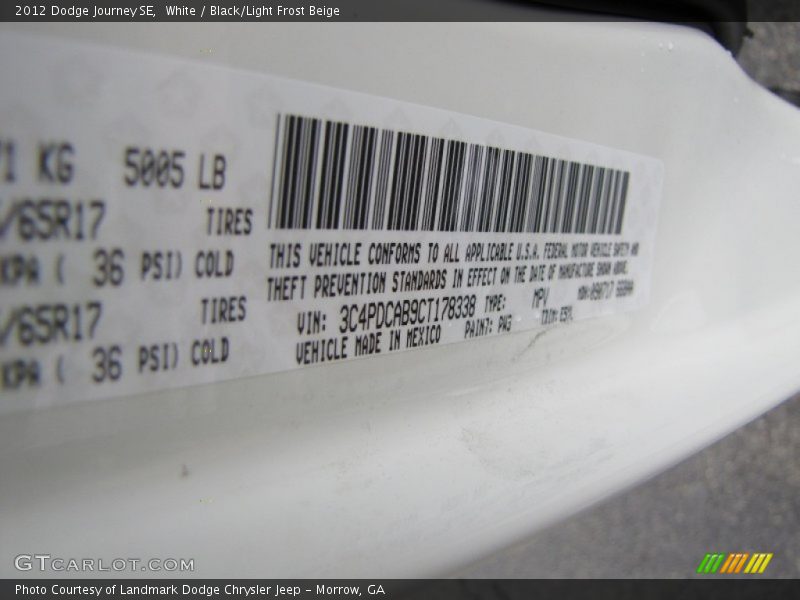 2012 Dodge Journey SE, White / Black/Light Frost Beige
KG 5005 LB
/65R17 TIRES
KPA ( 36 PSI) COLD
/65R17 TIRES
KPA ( 36 PSI) COLD
THIS VEHICLE CONFORMS TO ALL APPLICABLE U.S.A. FEDERAL MOTOR VEHICLE SAFETY AND
THEFT PREVENTION STANDARDS IN EFFECT ON THE DATE OF MANUFACTURE SHOWN ABOVE.
VIN: 3C4PDCAB9CT178338 TYPE: MPV
VEHICLE MADE IN MEXICO PAINT: PW3 TRIM:
GTCARLOT.COM
Photo Courtesy of Landmark Dodge Chrysler Jeep – Morrow, GA